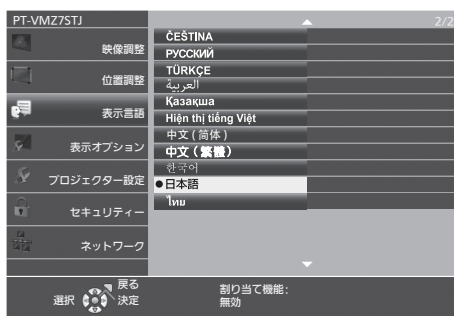 PT-VMZ7STJ
2/2
映像調整
位置調整
表示言語
表示オプション
プロジェクター設定
セキュリティー
ネットワーク
ČEŠTINA
РУССКИЙ
TÜRKÇE
العربية
Қазақша
Hiện thị tiếng Việt
中文 (简体)
中文 (繁體)
한국어
●日本語
ไทย
選択
戻る
決定
割り当て機能:
無効